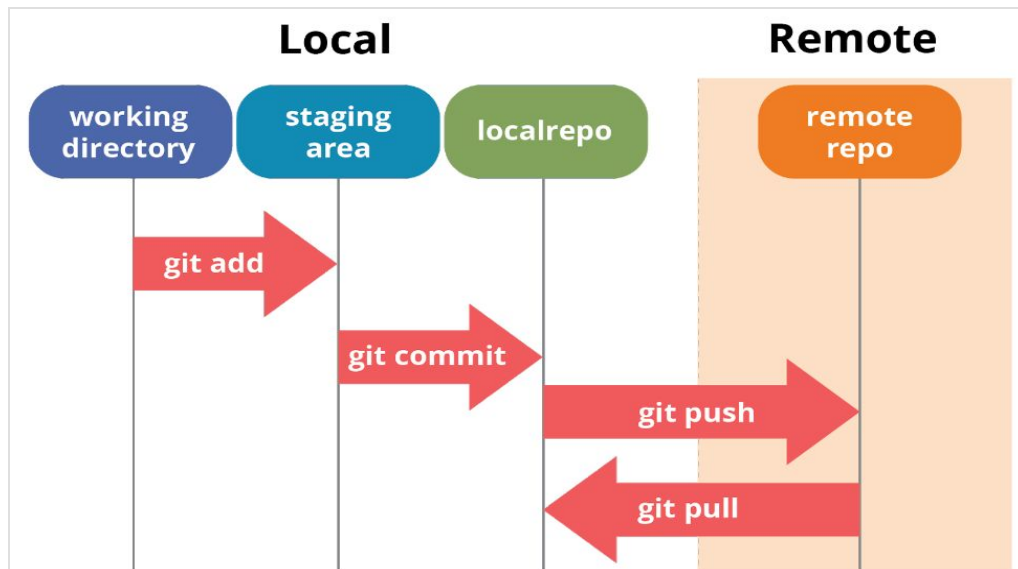 Local
Remote
working
directory
staging
area
localrepo
remote
repo
git add
git commit
git push
git pull